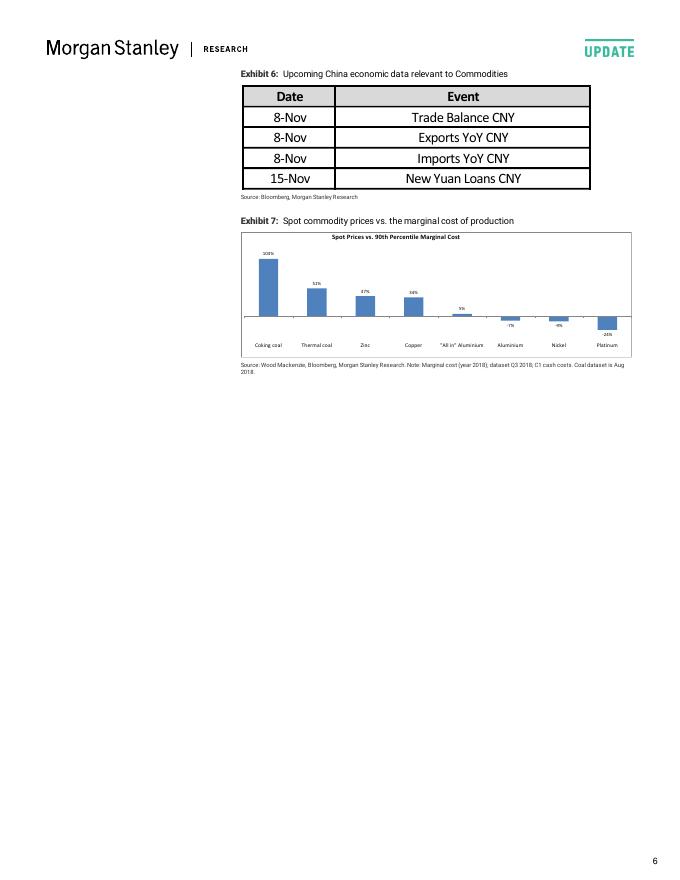 Morgan Stanley | RESEARCH
UPDATE
Exhibit 6: Upcoming China economic data relevant to Commodities
Date Event
8-Nov Trade Balance CNY
8-Nov Exports YoY CNY
8-Nov Imports YoY CNY
15-Nov New Yuan Loans CNY
Source: Bloomberg, Morgan Stanley Research
Exhibit 7: Spot commodity prices vs. the marginal cost of production
Spot Prices vs. 90th Percentile Marginal Cost
51%
37%
34%
5%
-7%
-24%
Coking coal Thermal coal Zinc Copper "All in" Aluminium Aluminium Nickel Platinum
Source: Wood Mackenzie, Bloomberg, Morgan Stanley Research. Note: Marginal cost (year 2018); dataset Q3 2018; C1 cash costs. Coal dataset is Aug
2018.
6